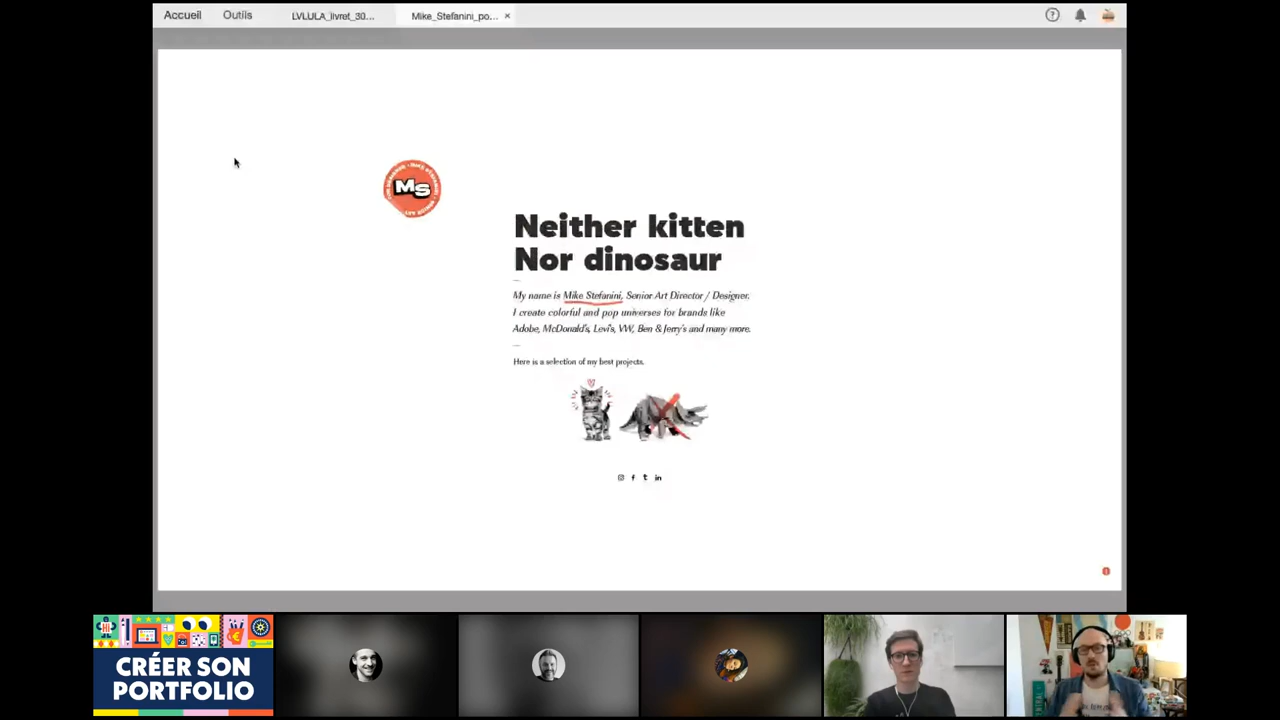 Accueil
Outils
LVLULA_livret_30...
Mike_Stefanini_po...
MS
Neither kitten
Nor dinosaur
My name is Mike Stefanini, Senior Art Director / Designer.
I create colorful and pop universes for brands like
Adobe, McDonald's, Levi's, VW, Ben & Jerry's and many more.
Here is a selection of my best projects.
HI
CRÉER SON
PORTFOLIO